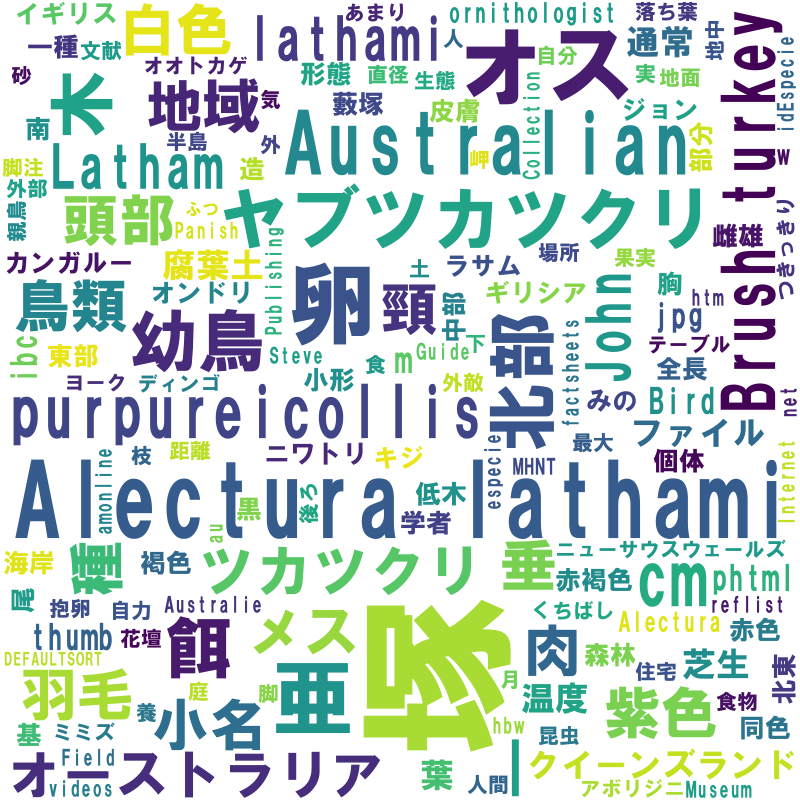 イギリス
白色
lathami
あまり
ornithologist
落ち葉
Brush turkey
一種
文献
人
自分
通常
地中
idEspecie
砂
オオトカゲ
形態
直径
生態
オス
実
地面
木
地域
気
藪塚
皮膚
Collection
ジョン
南
半島
外
Australian
岬
部分
w
脚注
Latham
造
外部
親鳥
頭部
ふつ
Panish
ヤブツカツクリ
雌雄
つきっきり
カンガルー
腐葉土
Publishing
土
ラサム
場所
果実
胸
htm
鳥類
オンドリ
卵
頸
中部
ギリシア
John
jpg
ibc
東部
幼鳥
Steve
食
m
Guide
下
北部
factsheets
テーブル
ヨーク
ディンゴ
小形
外敵
全長
net
purpureicollis
みの
Bird
枝
距離
ニワトリ
キジ
especie
MHNT
最大
ファイル
amonline
個体
Internet
Alectura lathami
黒
後ろ
低木
学者
au
海岸
種
褐色
ツカツクリ
垂
ニューサウスウェールズ
赤褐色
cm
phtml
尾
抱卵
自力
Australie
くちばし
reflist
thumb
花壇
餌
メス
塚
Alectura
赤色
DEFAULTSORT
肉
森林
住宅
芝生
北東
羽毛
庭
脚
亜
月
温度
紫色
食物
基
ミミズ
養
小名
hbw
昆虫
同色
Field
l
クイーンズランド
オーストラリア
videos
葉
人間
アボリジニ
Museum